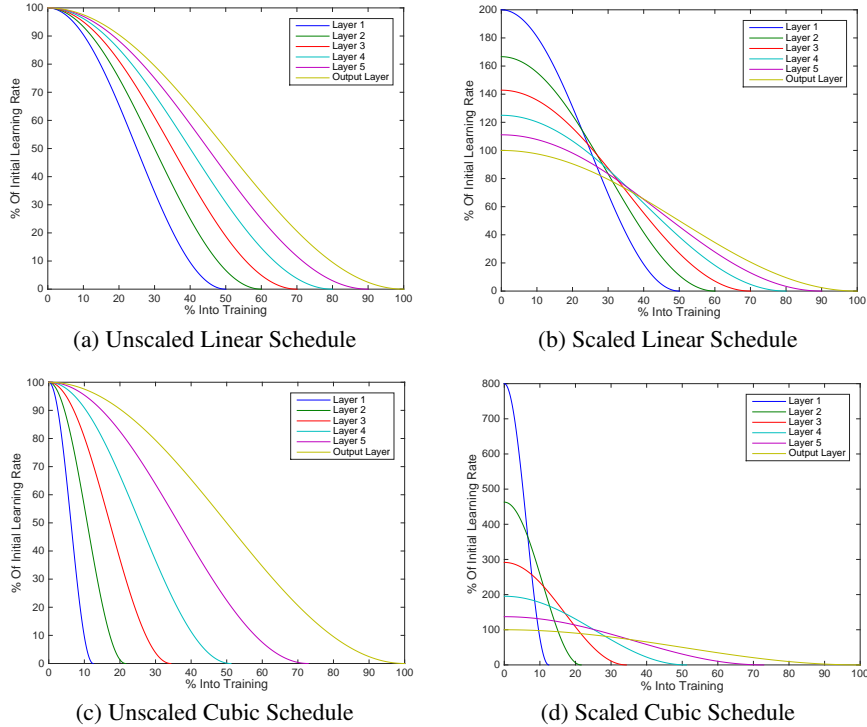 100
90
80
70
60
50
40
30
20
10
0
% Of Initial Learning Rate
0 10 20 30 40 50 60 70 80 90 100
% Into Training
Layer 1
Layer 2
Layer 3
Layer 4
Layer 5
Output Layer
(a) Unscaled Linear Schedule
200
180
160
140
120
100
80
60
40
20
0
% Of Initial Learning Rate
0 10 20 30 40 50 60 70 80 90 100
% Into Training
Layer 1
Layer 2
Layer 3
Layer 4
Layer 5
Output Layer
(b) Scaled Linear Schedule
100
90
80
70
60
50
40
30
20
10
0
% Of Initial Learning Rate
0 10 20 30 40 50 60 70 80 90 100
% Into Training
Layer 1
Layer 2
Layer 3
Layer 4
Layer 5
Output Layer
(c) Unscaled Cubic Schedule
800
700
600
500
400
300
200
100
0
% Of Initial Learning Rate
0 10 20 30 40 50 60 70 80 90 100
% Into Training
Layer 1
Layer 2
Layer 3
Layer 4
Layer 5
Output Layer
(d) Scaled Cubic Schedule